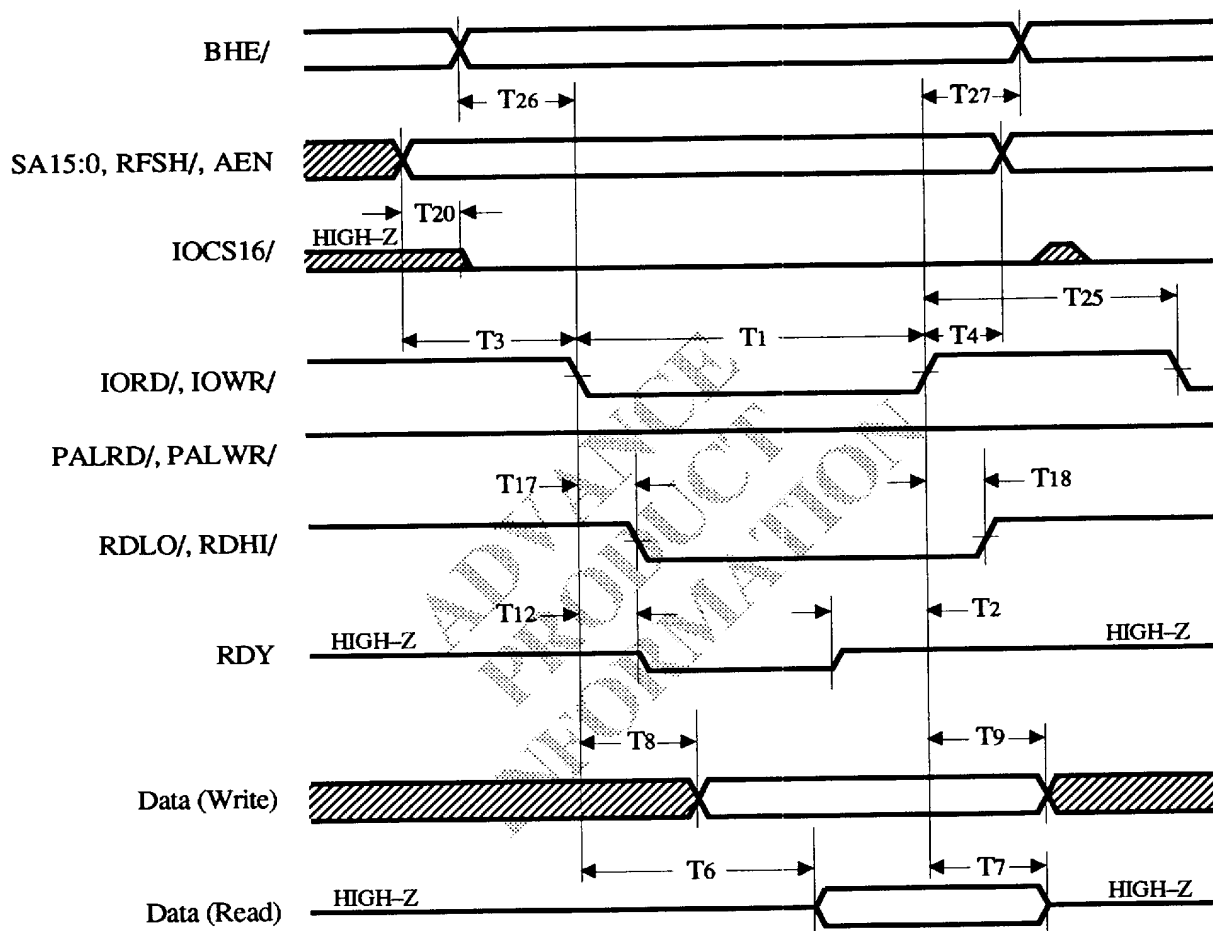 BHE/
T26
T27
SA15:0, RFSH/, AEN
T20
HIGH–Z
IOCS16/
T25
T3
T1
T4
IORD/, IOWR/
PALRD/, PALWR/
T17
T18
RDLO/, RDHI/
T12
T2
HIGH–Z
HIGH–Z
RDY
T8
T9
Data (Write)
T6
T7
HIGH–Z
HIGH–Z
Data (Read)
ADVANCE
PRODUCT
INFORMATION